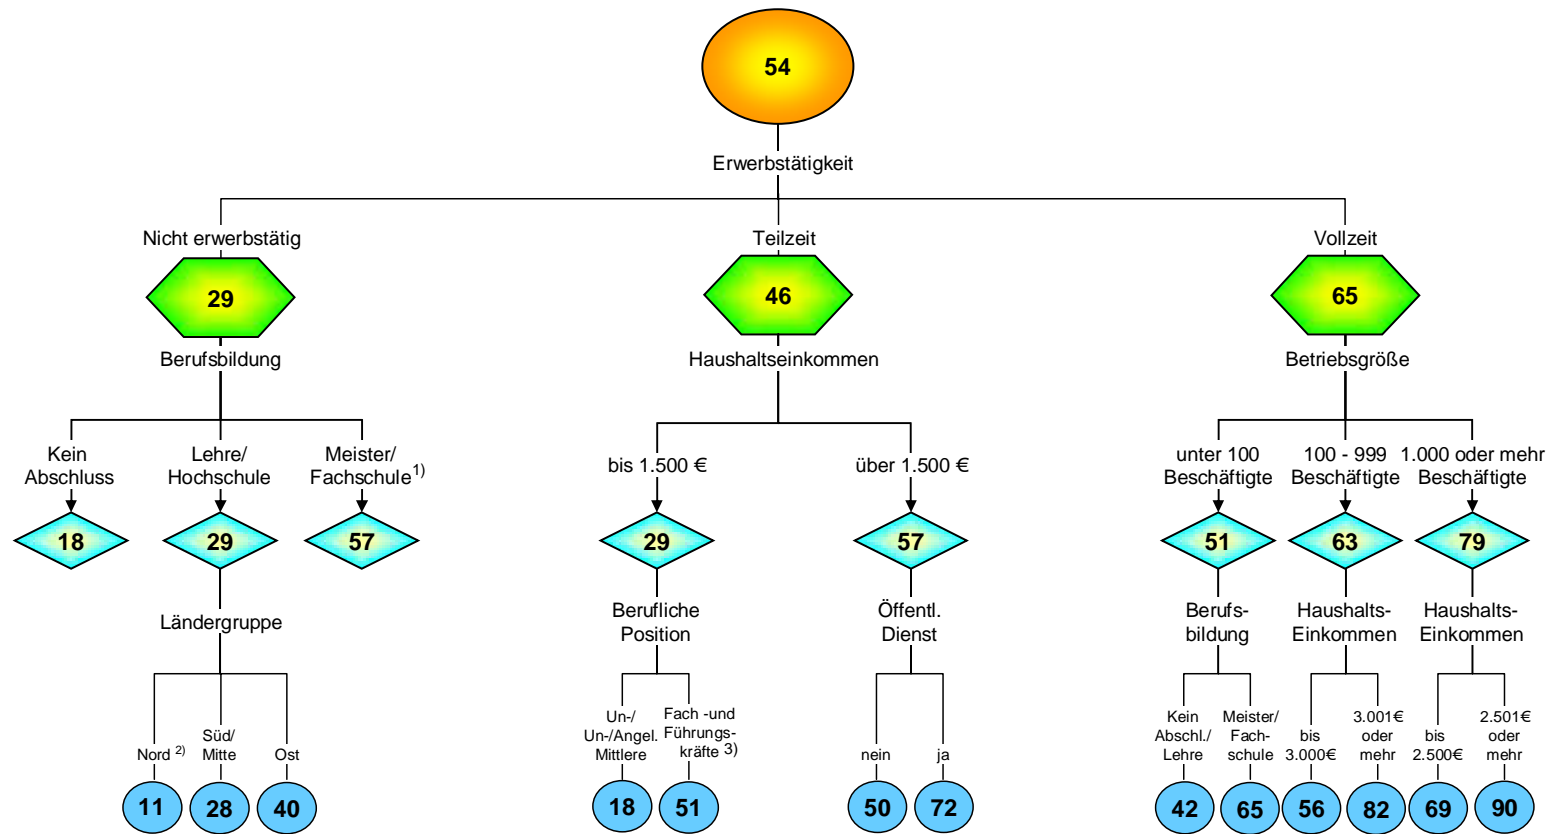 54
Erwerbstätigkeit
Nicht erwerbstätig
Teilzeit
Vollzeit
29
46
65
Berufsbildung
Haushaltseinkommen
Betriebsgröße
Kein
Abschluss
Lehre/
Hochschule
Meister/
Fachschule1)
bis 1.500 €
über 1.500 €
unter 100
Beschäftigte
100 - 999
Beschäftigte
1.000 oder mehr
Beschäftigte
18
29
57
29
57
51
63
79
Ländergruppe
Berufliche
Position
Öffentl.
Dienst
Berufs-
bildung
Haushalts-
Einkommen
Haushalts-
Einkommen
Nord 2)
Süd/
Mitte
Ost
Un-/
Un-/Angel.
Mittlere
Fach -und
Führungs-
kräfte 3)
nein
ja
Kein
Abschl./
Lehre
Meister/
Fach-
schule
bis
3.000€
3.001€
oder
mehr
bis
2.500€
2.501€
oder
mehr
11
28
40
18
51
50
72
42
65
56
82
69
90